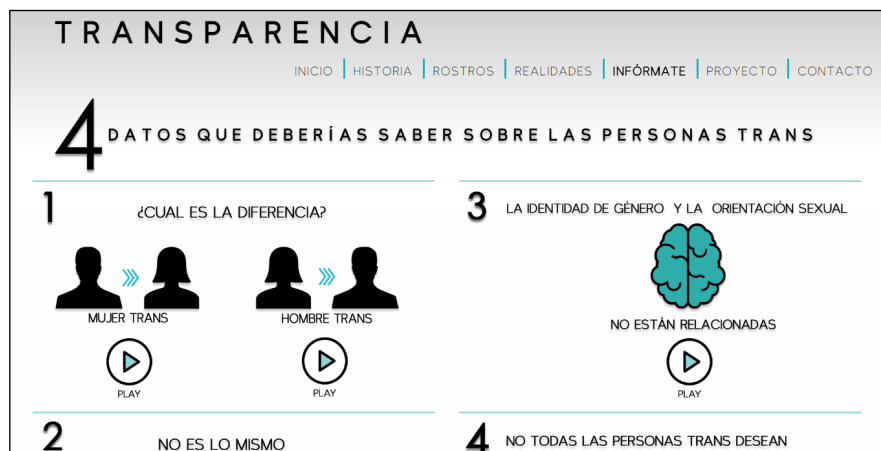 TRANSPARENCIA
INICIO | HISTORIA | ROSTROS | REALIDADES | INFÓRMATE | PROYECTO | CONTACTO
4 DATOS QUE DEBERÍAS SABER SOBRE LAS PERSONAS TRANS
1 ¿CUAL ES LA DIFERENCIA?
MUJER TRANS HOMBRE TRANS
PLAY PLAY
3 LA IDENTIDAD DE GÉNERO Y LA ORIENTACIÓN SEXUAL
NO ESTÁN RELACIONADAS
PLAY
2 NO ES LO MISMO
4 NO TODAS LAS PERSONAS TRANS DESEAN